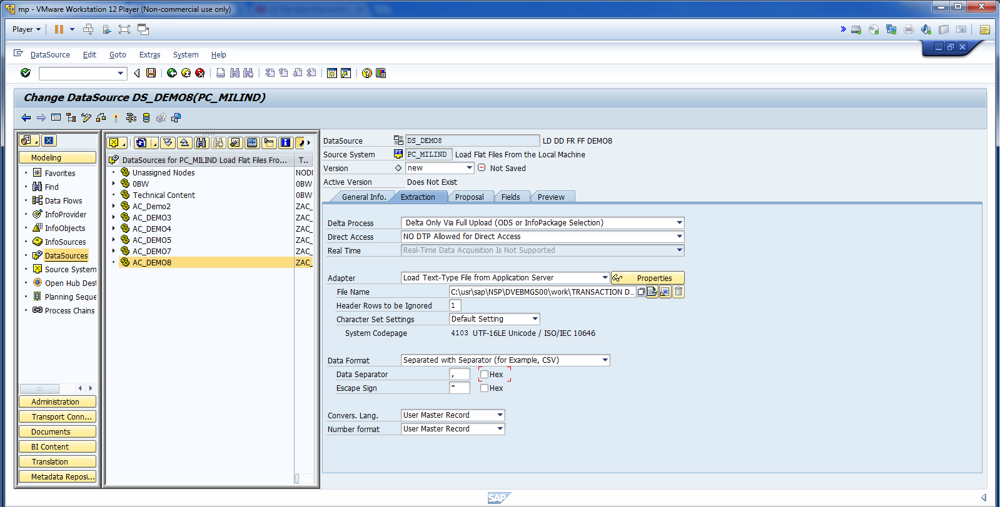 mp - VMware Workstation 12 Player (Non-commercial use only)
Player
DataSource Edit Goto Extras System Help
Change DataSource DS_DEMO8(PC_MILIND)
Modeling
Favorites
Find
Data Flows
InfoProvider
InfoObjects
InfoSources
DataSources
Source System
Open Hub Dest
Planning Seque
Process Chains
Administration
Transport Conn...
Documents
BI Content
Translation
Metadata Reposi...
DataSources for PC_MILIND Load Flat Files Fro... T..
Unassigned Nodes NODI
0BW 0BW
Technical Content 0BW
AC_Demo2 ZAC_
AC_DEMO3 ZAC_
AC_DEMO4 ZAC_
AC_DEMO5 ZAC_
AC_DEMO7 ZAC_
AC_DEMO8 ZAC_
DataSource DS_DEMO8 LD DD FR FF DEMO8
Source System PC_MILIND Load Flat Files From the Local Machine
Version new Not Saved
Active Version Does Not Exist
General Info. Extraction Proposal Fields Preview
Delta Process Delta Only Via Full Upload (ODS or InfoPackage Selection)
Direct Access NO DTP Allowed for Direct Access
Real Time Real-Time Data Acquisition Is Not Supported
Adapter Load Text-Type File from Application Server Properties
File Name C:\usr\sap\NSP\DVEBMGS00\work\TRANSACTION D...
Header Rows to be Ignored 1
Character Set Settings Default Setting
System Codepage 4103 UTF-16LE Unicode / ISO/IEC 10646
Data Format Separated with Separator (for Example, CSV)
Data Separator , Hex
Escape Sign " Hex
Convers. Lang. User Master Record
Number format User Master Record
SAP